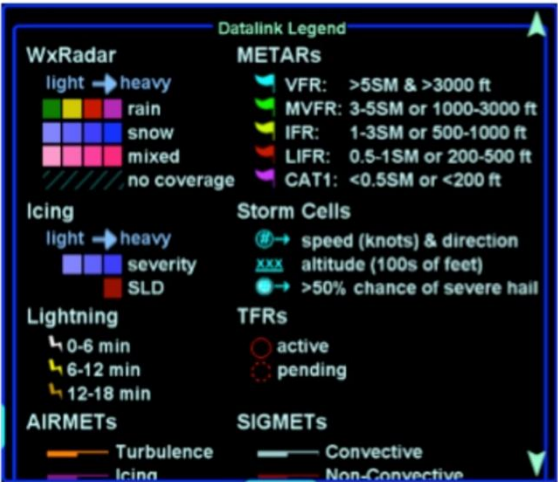 Datalink Legend
WxRadar
light heavy
rain
snow
mixed
no coverage
Icing
light heavy
severity
SLD
Lightning
0-6 min
6-12 min
12-18 min
AIRMETs
Turbulence
Icing
METARs
VFR: >5SM & >3000 ft
MVFR: 3-5SM or 1000-3000 ft
IFR: 1-3SM or 500-1000 ft
LIFR: 0.5-1SM or 200-500 ft
CAT1: <0.5SM or <200 ft
Storm Cells
# speed (knots) & direction
xxx altitude (100s of feet)
>50% chance of severe hail
TFRs
active
pending
SIGMETs
Convective
Non-Convective